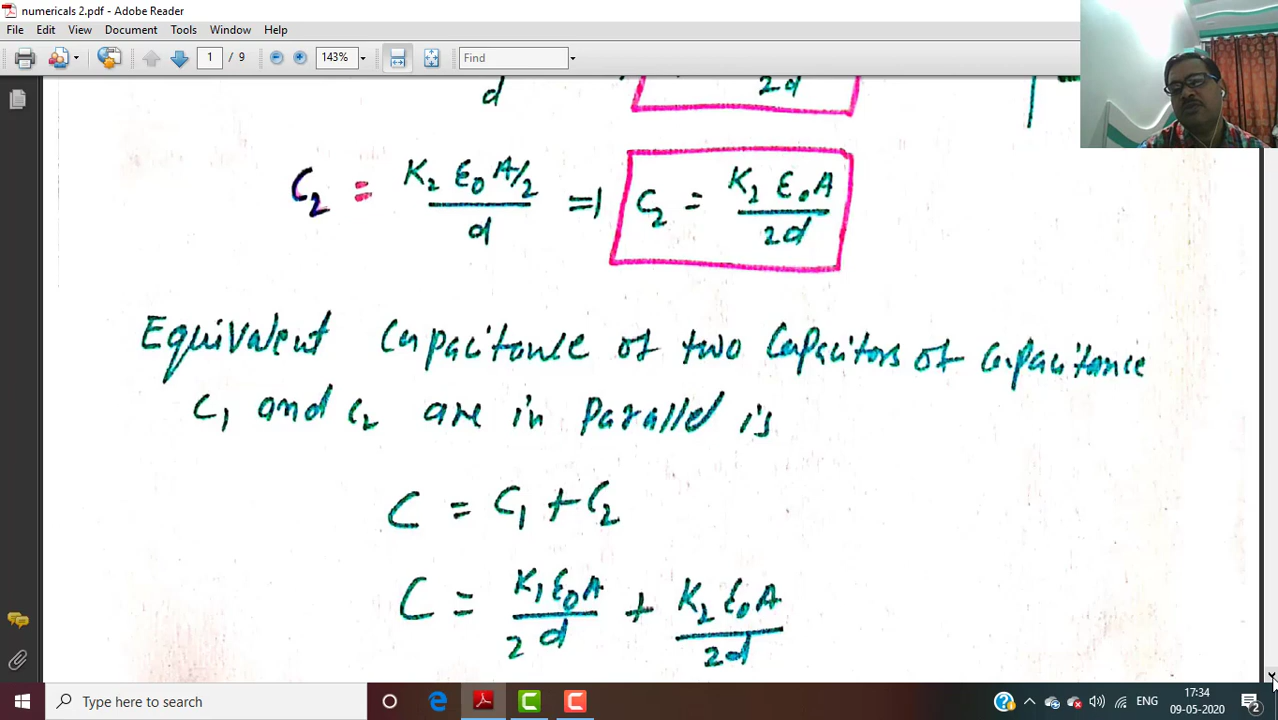 numericals 2.pdf - Adobe Reader
File Edit View Document Tools Window Help
1 / 9 143% Find
d
2d
C₂ = K₂ ε₀ A/2 / d ⇒ C₂ = K₂ ε₀ A / 2d
Equivalent capacitance of two capacitors of capacitance
C₁ and C₂ are in parallel is
C = C₁ + C₂
C = K₁ ε₀ A / 2d + K₂ ε₀ A / 2d
Type here to search
ENG
17:34
09-05-2020
2